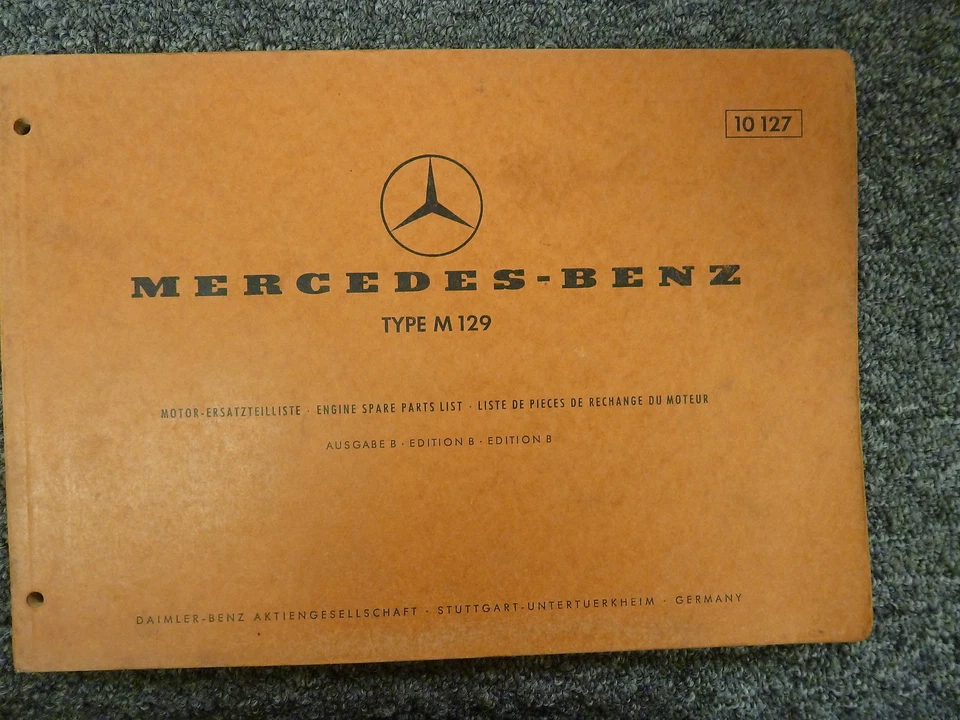 10 127
MERCEDES-BENZ
TYPE M 129
MOTOR-ERSATZTEILLISTE · ENGINE SPARE PARTS LIST · LISTE DE PIECES DE RECHANGE DU MOTEUR
AUSGABE B · EDITION B · EDITION B
DAIMLER-BENZ AKTIENGESELLSCHAFT · STUTTGART-UNTERTUERKHEIM · GERMANY